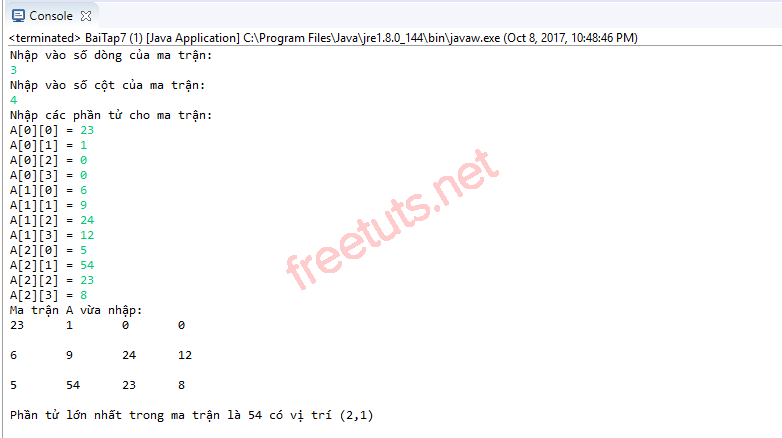 Console
<terminated> BaiTap7 (1) [Java Application] C:\Program Files\Java\jre1.8.0_144\bin\javaw.exe (Oct 8, 2017, 10:48:46 PM)
Nhập vào số dòng của ma trận:
3
Nhập vào số cột của ma trận:
4
Nhập các phần tử cho ma trận:
A[0][0] = 23
A[0][1] = 1
A[0][2] = 0
A[0][3] = 0
A[1][0] = 6
A[1][1] = 9
A[1][2] = 24
A[1][3] = 12
A[2][0] = 5
A[2][1] = 54
A[2][2] = 23
A[2][3] = 8
Ma trận A vừa nhập:
23 1 0 0
6 9 24 12
5 54 23 8
Phần tử lớn nhất trong ma trận là 54 có vị trí (2,1)
freetuts.net